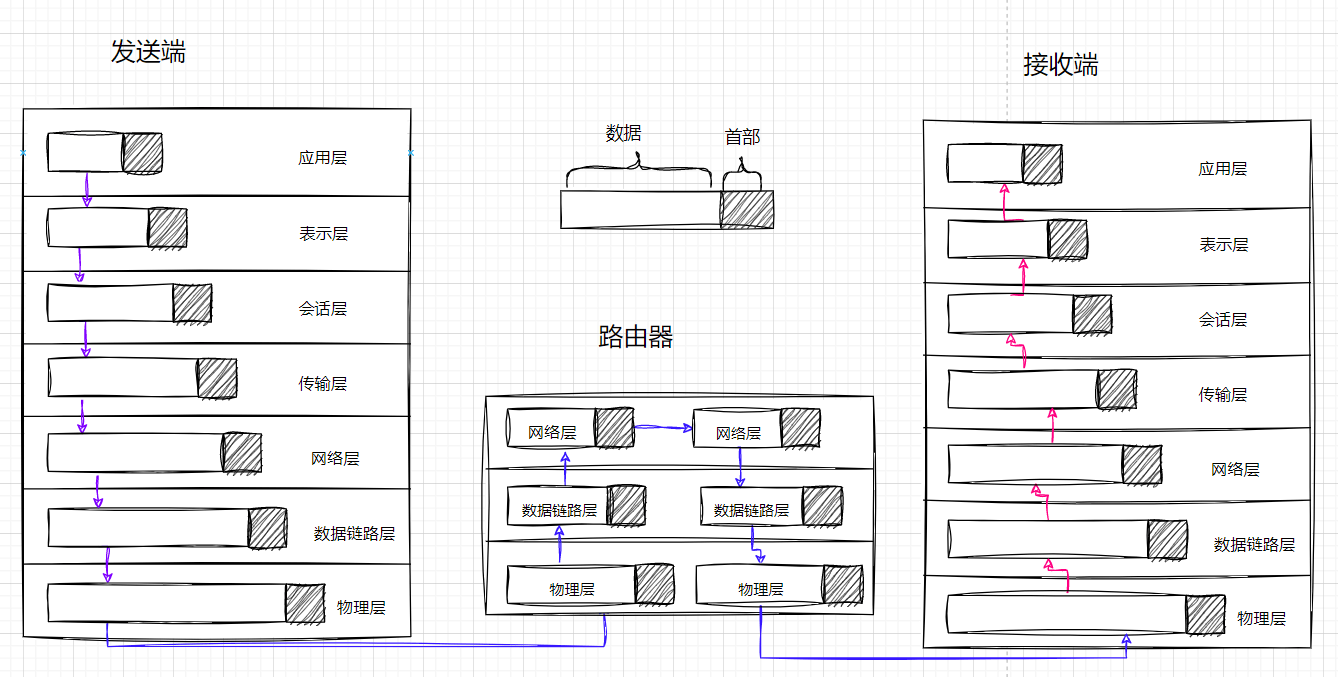 发送端
应用层
表示层
会话层
传输层
网络层
数据链路层
物理层
数据
首部
路由器
网络层
网络层
数据链路层
数据链路层
物理层
物理层
接收端
应用层
表示层
会话层
传输层
网络层
数据链路层
物理层